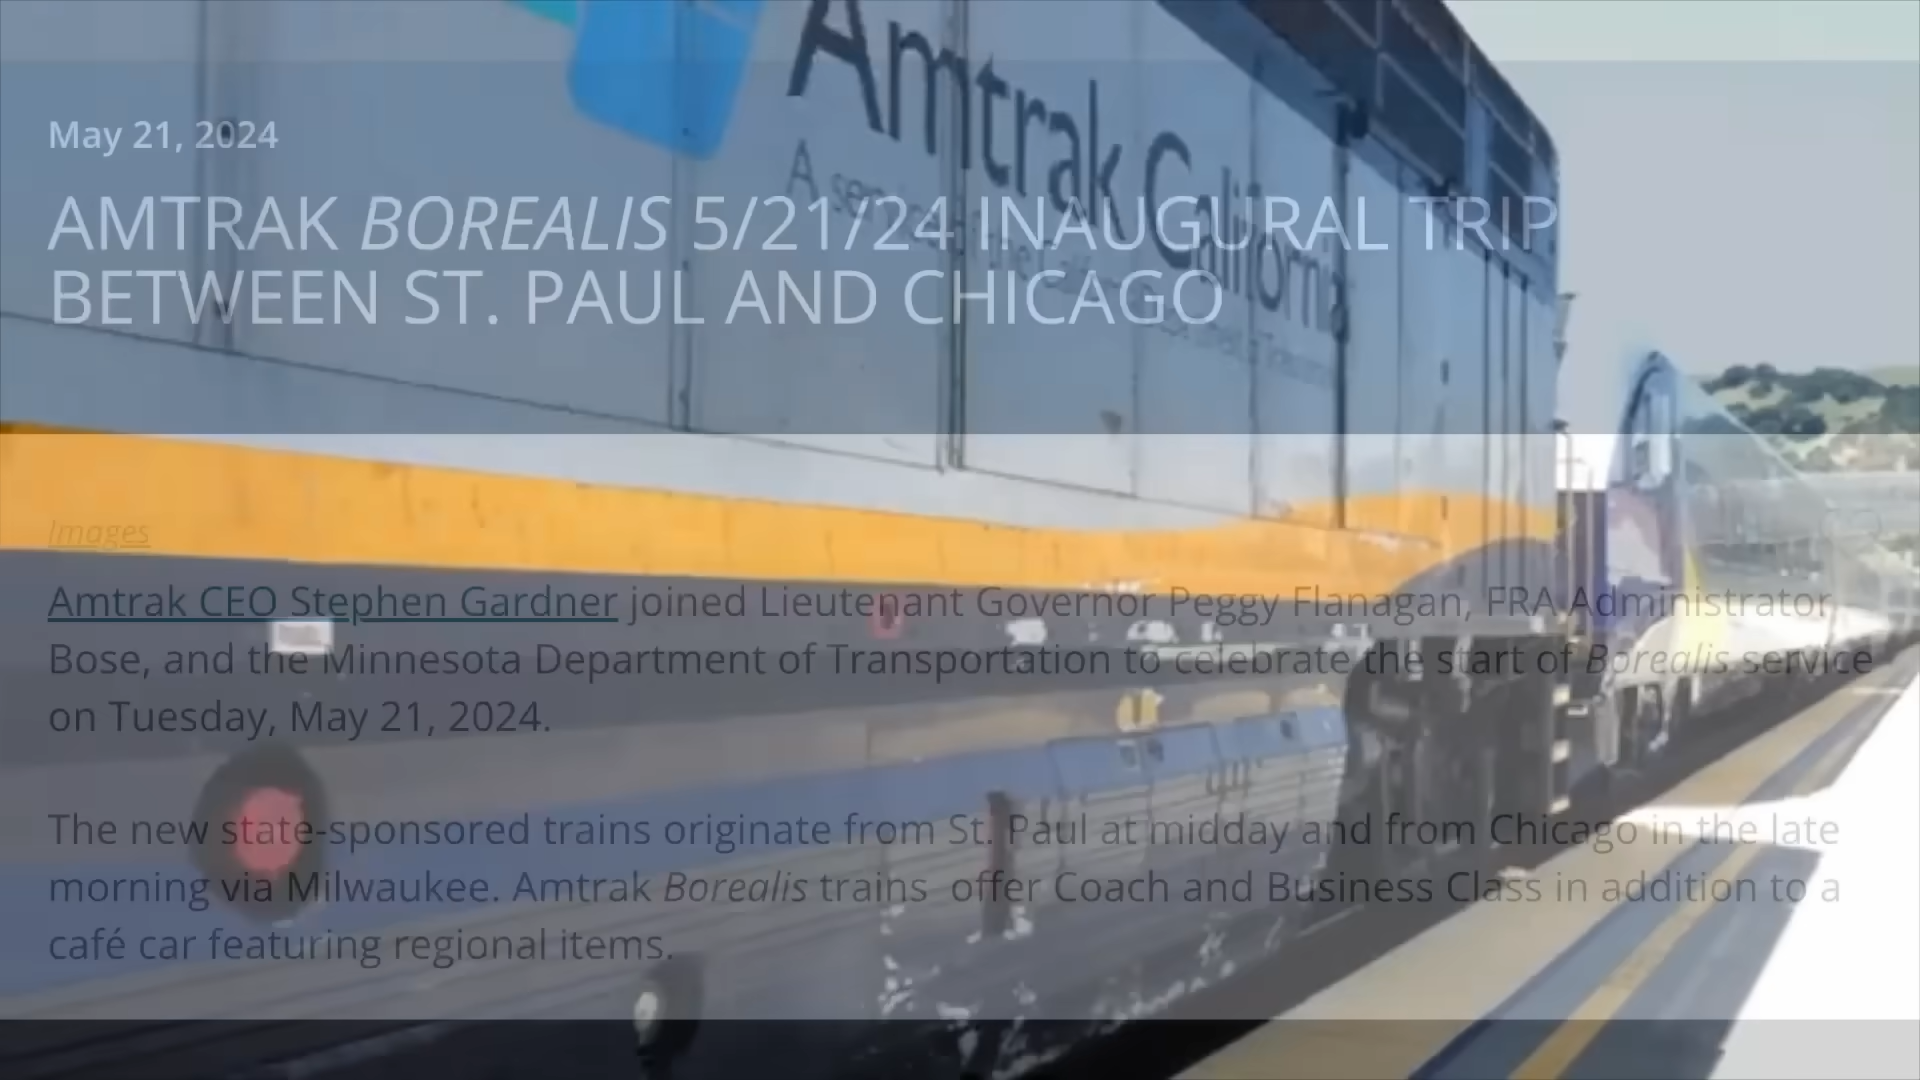 Amtrak California
May 21, 2024
AMTRAK BOREALIS 5/21/24 INAUGURAL TRIP
BETWEEN ST. PAUL AND CHICAGO
Images
Amtrak CEO Stephen Gardner joined Lieutenant Governor Peggy Flanagan, FRA Administrator
Bose, and the Minnesota Department of Transportation to celebrate the start of Borealis service
on Tuesday, May 21, 2024.
The new state-sponsored trains originate from St. Paul at midday and from Chicago in the late
morning via Milwaukee. Amtrak Borealis trains offer Coach and Business Class in addition to a
café car featuring regional items.